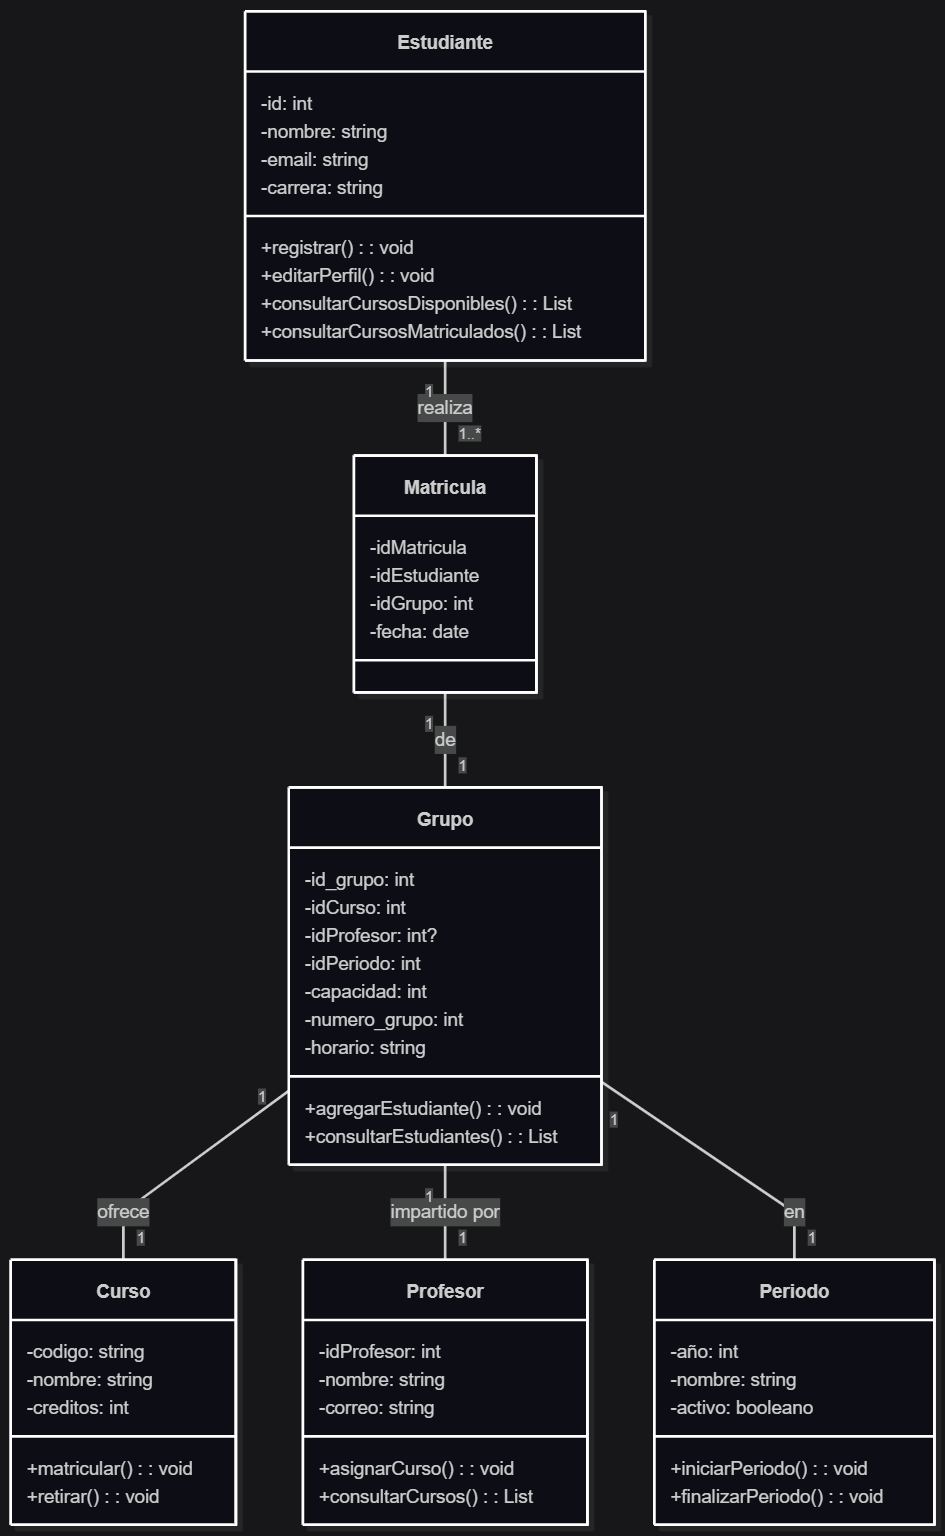 Estudiante
-id: int
-nombre: string
-email: string
-carrera: string
+registrar() : : void
+editarPerfil() : : void
+consultarCursosDisponibles() : : List
+consultarCursosMatriculados() : : List
1
realiza
1..*
Matricula
-idMatricula
-idEstudiante
-idGrupo: int
-fecha: date
1
de
1
Grupo
-id_grupo: int
-idCurso: int
-idProfesor: int?
-idPeriodo: int
-capacidad: int
-numero_grupo: int
-horario: string
+agregarEstudiante() : : void
+consultarEstudiantes() : : List
1
ofrece
1
Curso
-codigo: string
-nombre: string
-creditos: int
+matricular() : : void
+retirar() : : void
1
impartido por
1
Profesor
-idProfesor: int
-nombre: string
-correo: string
+asignarCurso() : : void
+consultarCursos() : : List
1
en
1
Periodo
-año: int
-nombre: string
-activo: booleano
+iniciarPeriodo() : : void
+finalizarPeriodo() : : void